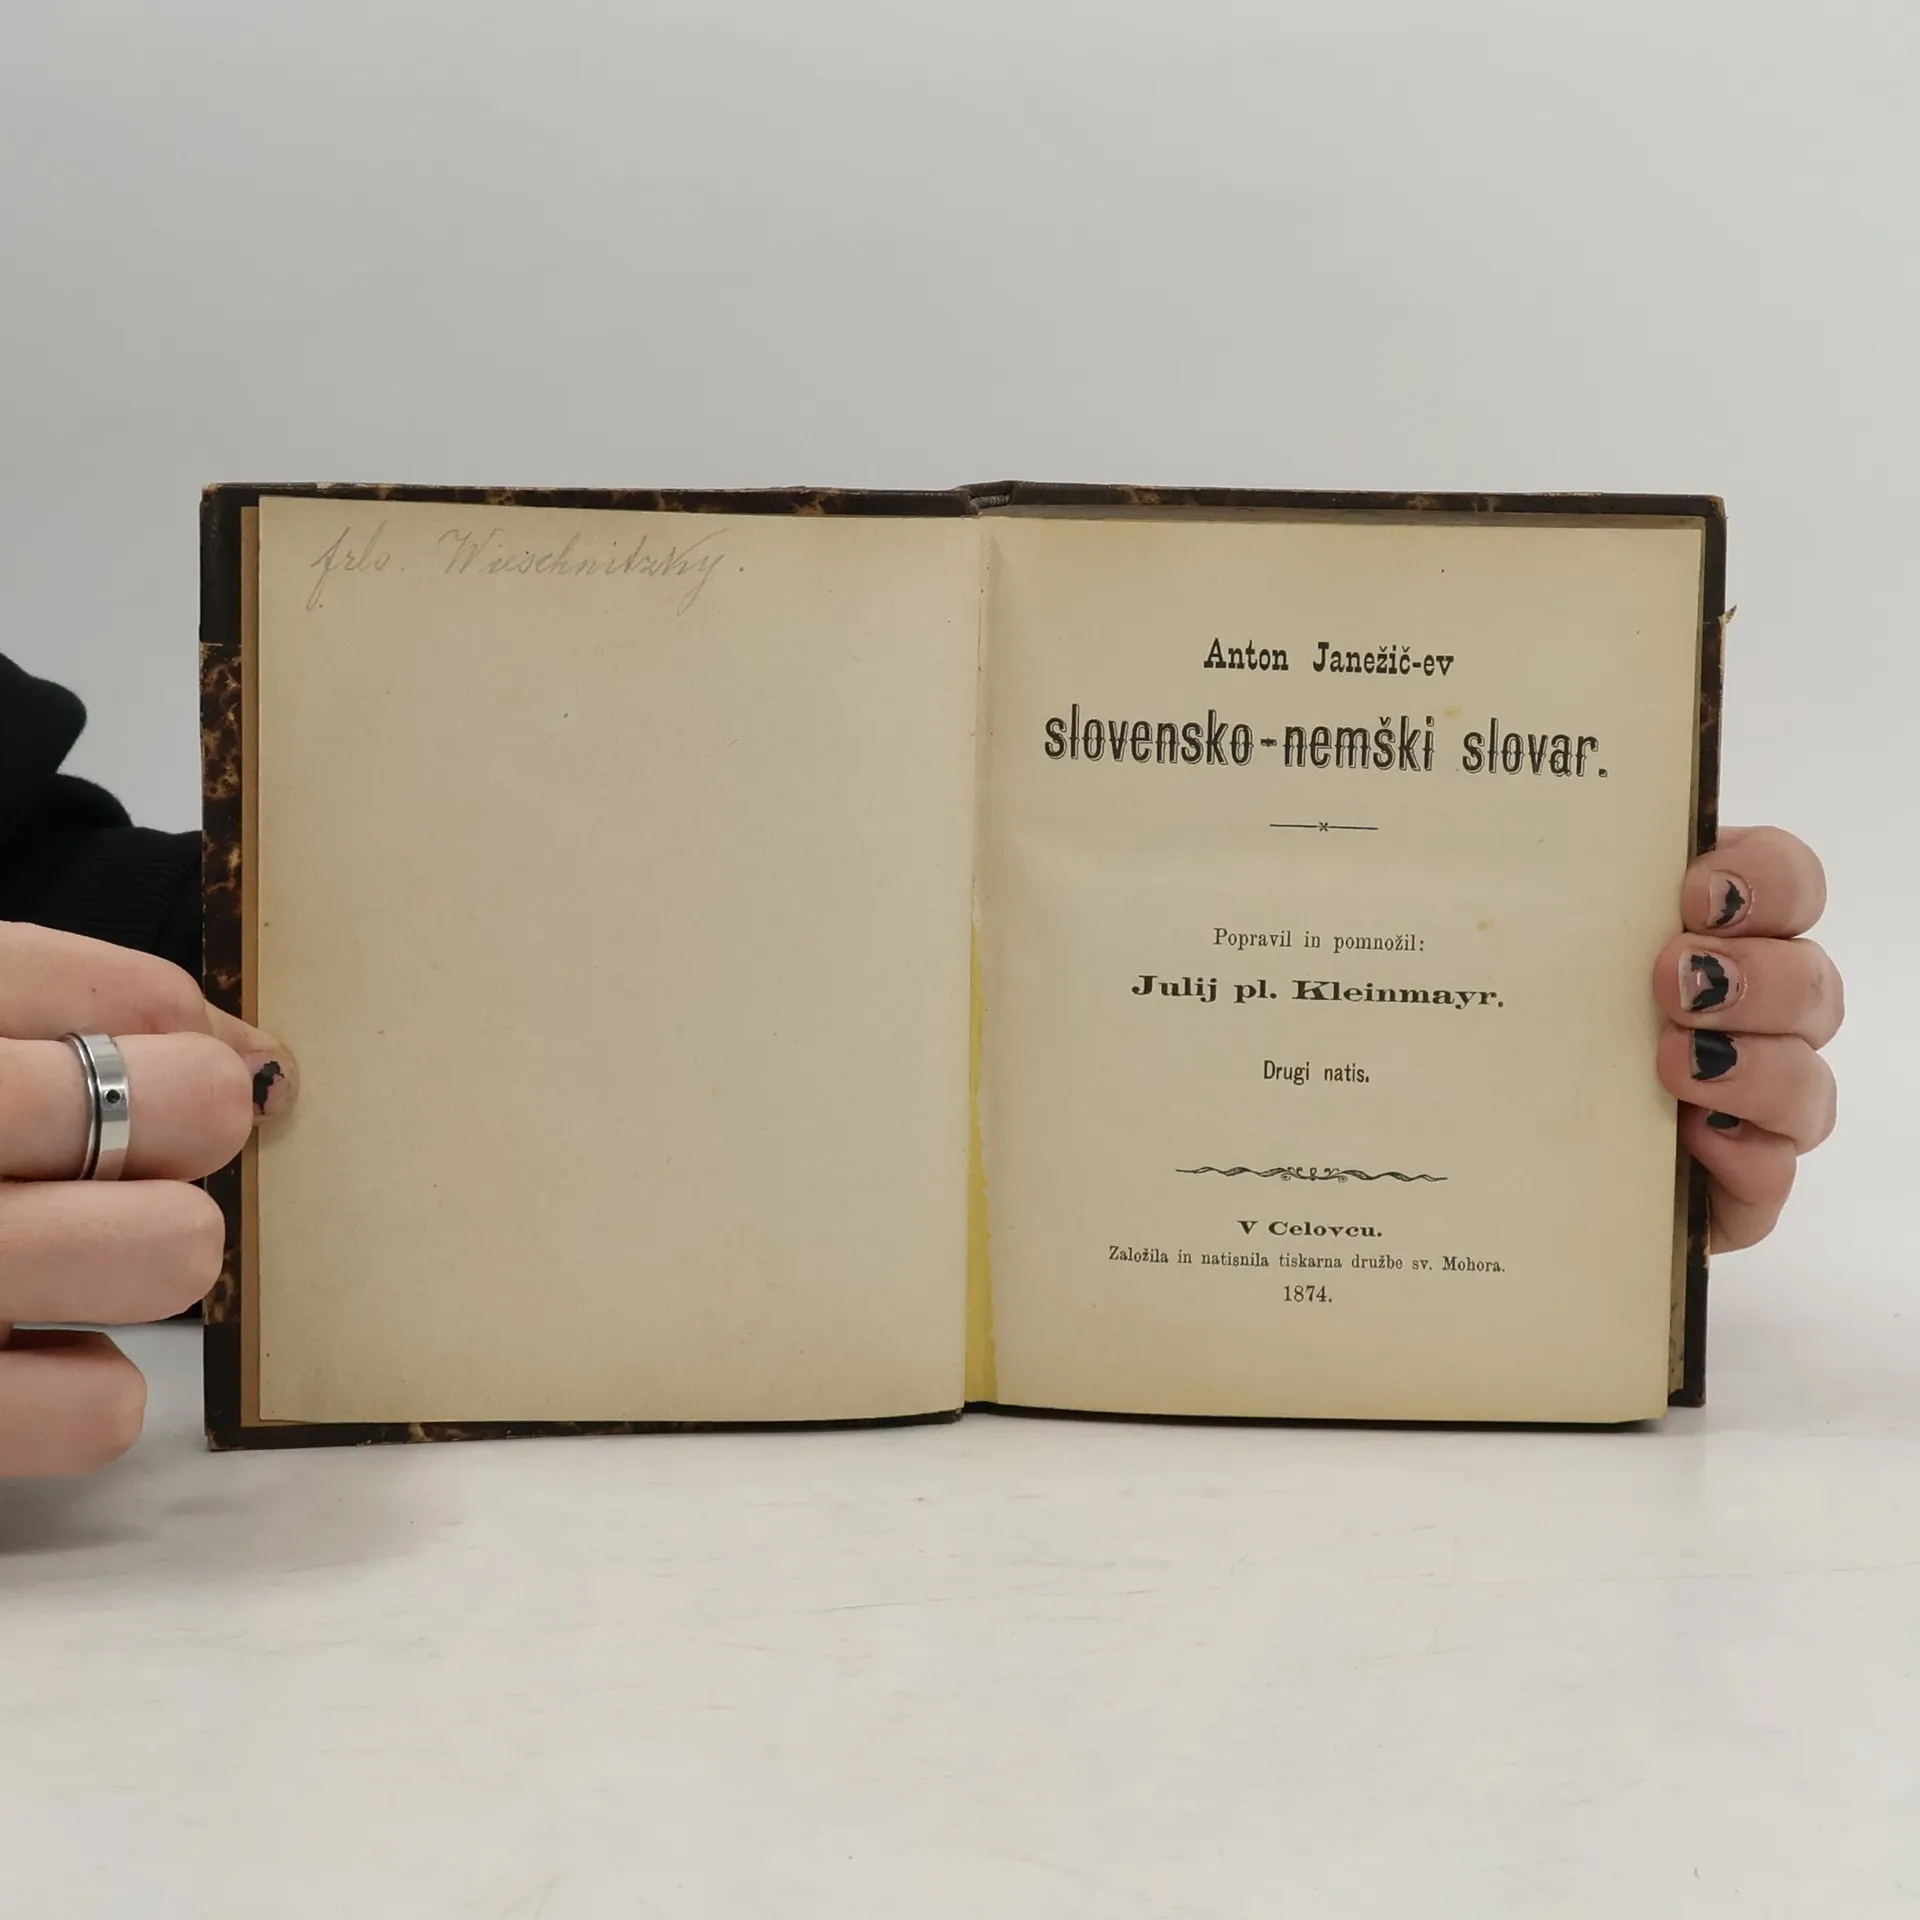 Wieschnitzky.
Anton Janežič-ev
slovensko-nemški slovar.
Popravil in pomnožil:
Julij pl. Kleinmayr.
Drugi natis.
V Celovcu.
Založila in natisnila tiskarna družbe sv. Mohora.
1874.